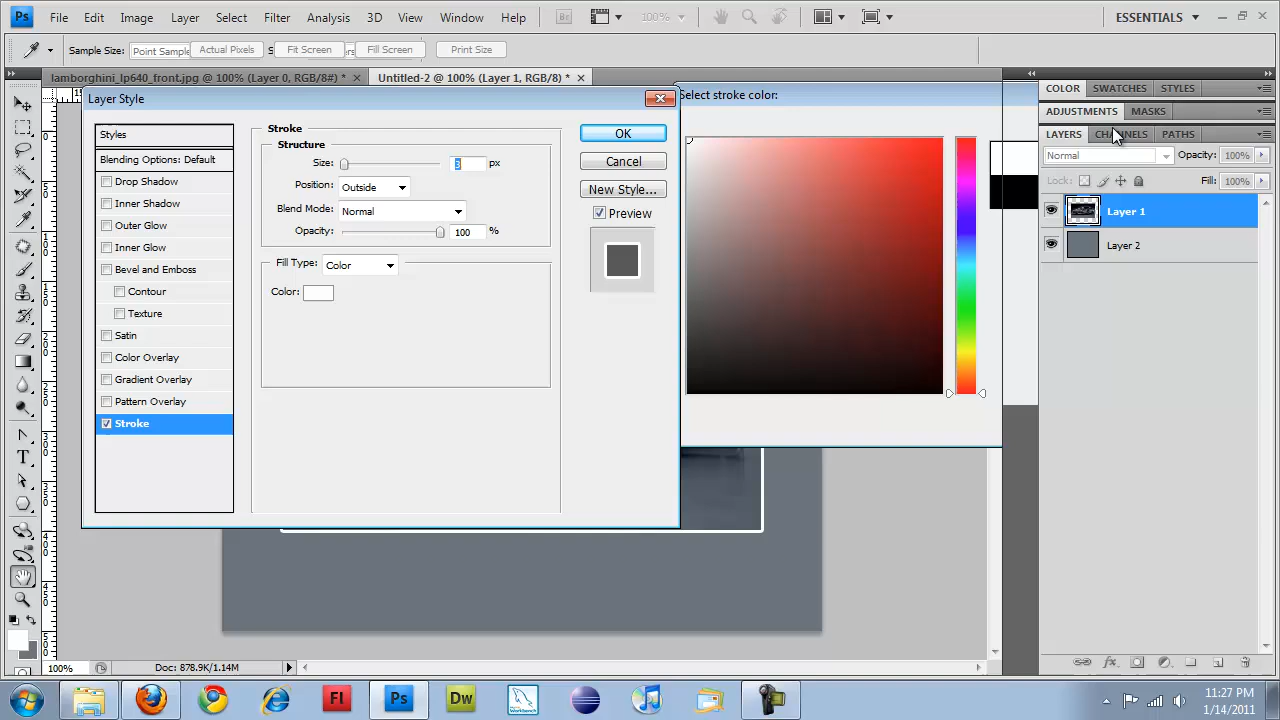 Ps File Edit Image Layer Select Filter Analysis 3D View Window Help Br 100% ESSENTIALS
Sample Size: Point Sample Actual Pixels Fit Screen Fill Screen Print Size
lamborghini_lp640_front.jpg @ 100% (Layer 0, RGB/8#) * Untitled-2 @ 100% (Layer 1, RGB/8) *
Layer Style
Select stroke color:
COLOR SWATCHES STYLES
ADJUSTMENTS MASKS
LAYERS CHANNELS PATHS
Styles
Blending Options: Default
Drop Shadow
Inner Shadow
Outer Glow
Inner Glow
Bevel and Emboss
Contour
Texture
Satin
Color Overlay
Gradient Overlay
Pattern Overlay
Stroke
Stroke
Structure
Size: 3 px
Position: Outside
Blend Mode: Normal
Opacity: 100 %
Fill Type: Color
Color:
OK
Cancel
New Style...
Preview
Normal Opacity: 100%
Lock: Fill: 100%
Layer 1
Layer 2
100% Doc: 878.9K/1.14M
Fl Ps Dw Workbench
11:27 PM
1/14/2011